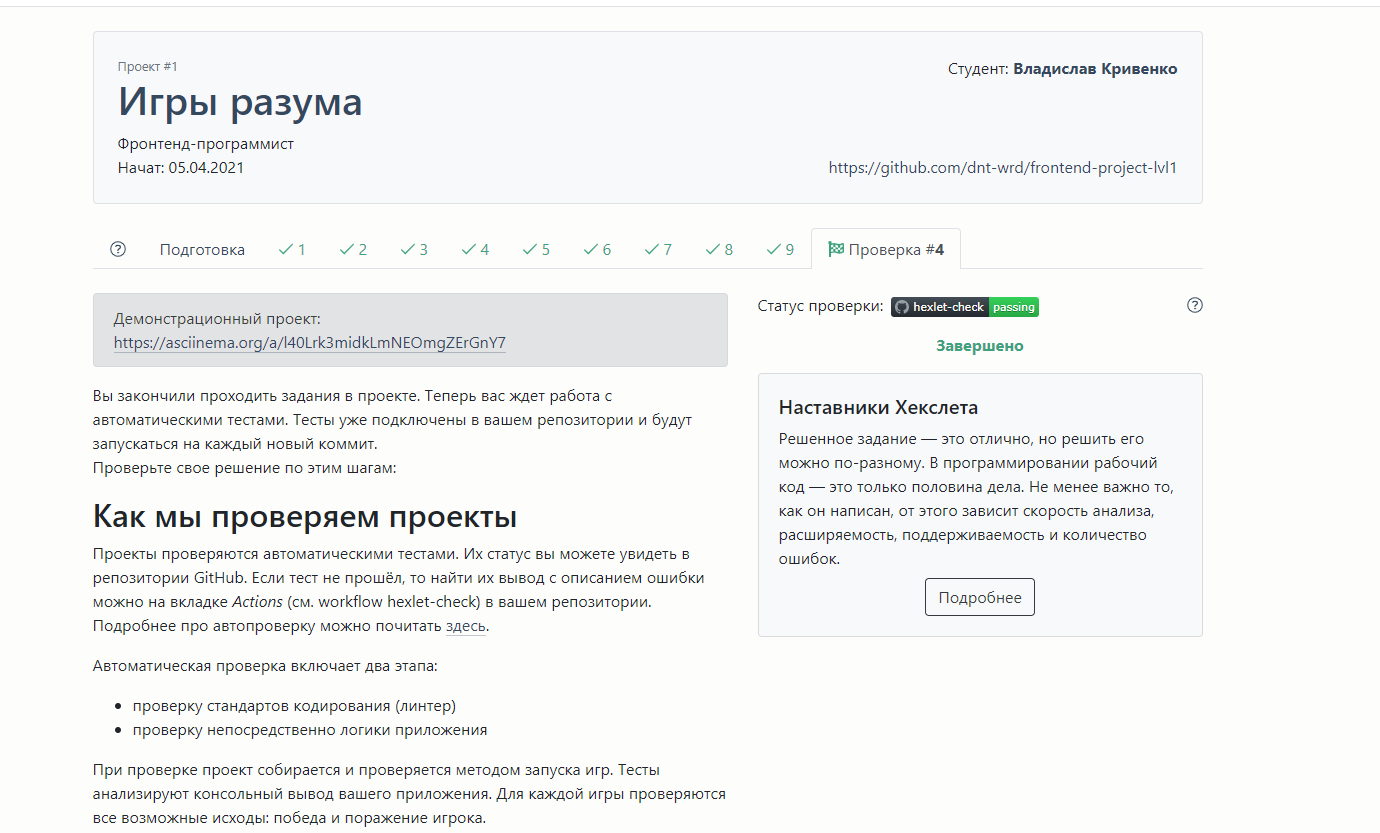 Проект #1
Студент: Владислав Кривенко
Игры разума
Фронтенд-программист
Начат: 05.04.2021
https://github.com/dnt-wrd/frontend-project-lvl1
? Подготовка 1 2 3 4 5 6 7 8 9 Проверка #4
Демонстрационный проект:
https://asciinema.org/a/l40Lrk3midkLmNEOmgZErGnY7
Вы закончили проходить задания в проекте. Теперь вас ждет работа с
автоматическими тестами. Тесты уже подключены в вашем репозитории и будут
запускаться на каждый новый коммит.
Проверьте свое решение по этим шагам:
Как мы проверяем проекты
Проекты проверяются автоматическими тестами. Их статус вы можете увидеть в
репозитории GitHub. Если тест не прошёл, то найти их вывод с описанием ошибки
можно на вкладке Actions (см. workflow hexlet-check) в вашем репозитории.
Подробнее про автопроверку можно почитать здесь.
Автоматическая проверка включает два этапа:
• проверку стандартов кодирования (линтер)
• проверку непосредственно логики приложения
При проверке проект собирается и проверяется методом запуска игр. Тесты
анализируют консольный вывод вашего приложения. Для каждой игры проверяются
все возможные исходы: победа и поражение игрока.
Статус проверки: hexlet-check passing ?
Завершено
Наставники Хекслета
Решенное задание — это отлично, но решить его
можно по-разному. В программировании рабочий
код — это только половина дела. Не менее важно то,
как он написан, от этого зависит скорость анализа,
расширяемость, поддерживаемость и количество
ошибок.
Подробнее